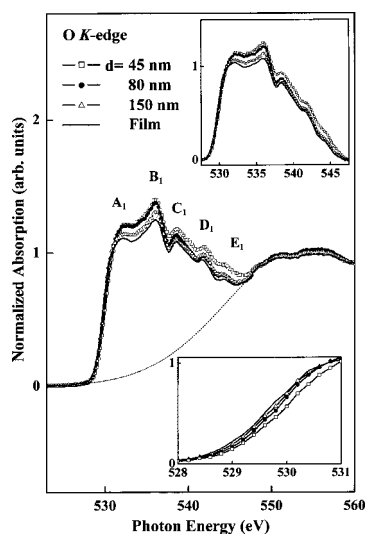 O K-edge
d= 45 nm
80 nm
150 nm
Film
1
0
530 535 540 545
2
1
0
A1
B1
C1
D1
E1
1
0
528 529 530 531
530 540 550 560
Normalized Absorption (arb. units)
Photon Energy (eV)